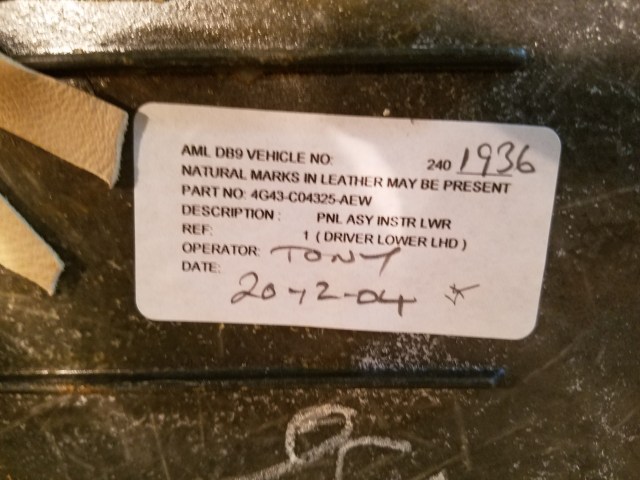 AML DB9 VEHICLE NO: 240 1936
NATURAL MARKS IN LEATHER MAY BE PRESENT
PART NO: 4G43-C04325-AEW
DESCRIPTION : PNL ASY INSTR LWR
REF: 1 ( DRIVER LOWER LHD )
OPERATOR: TONY
DATE:
20-12-04 *